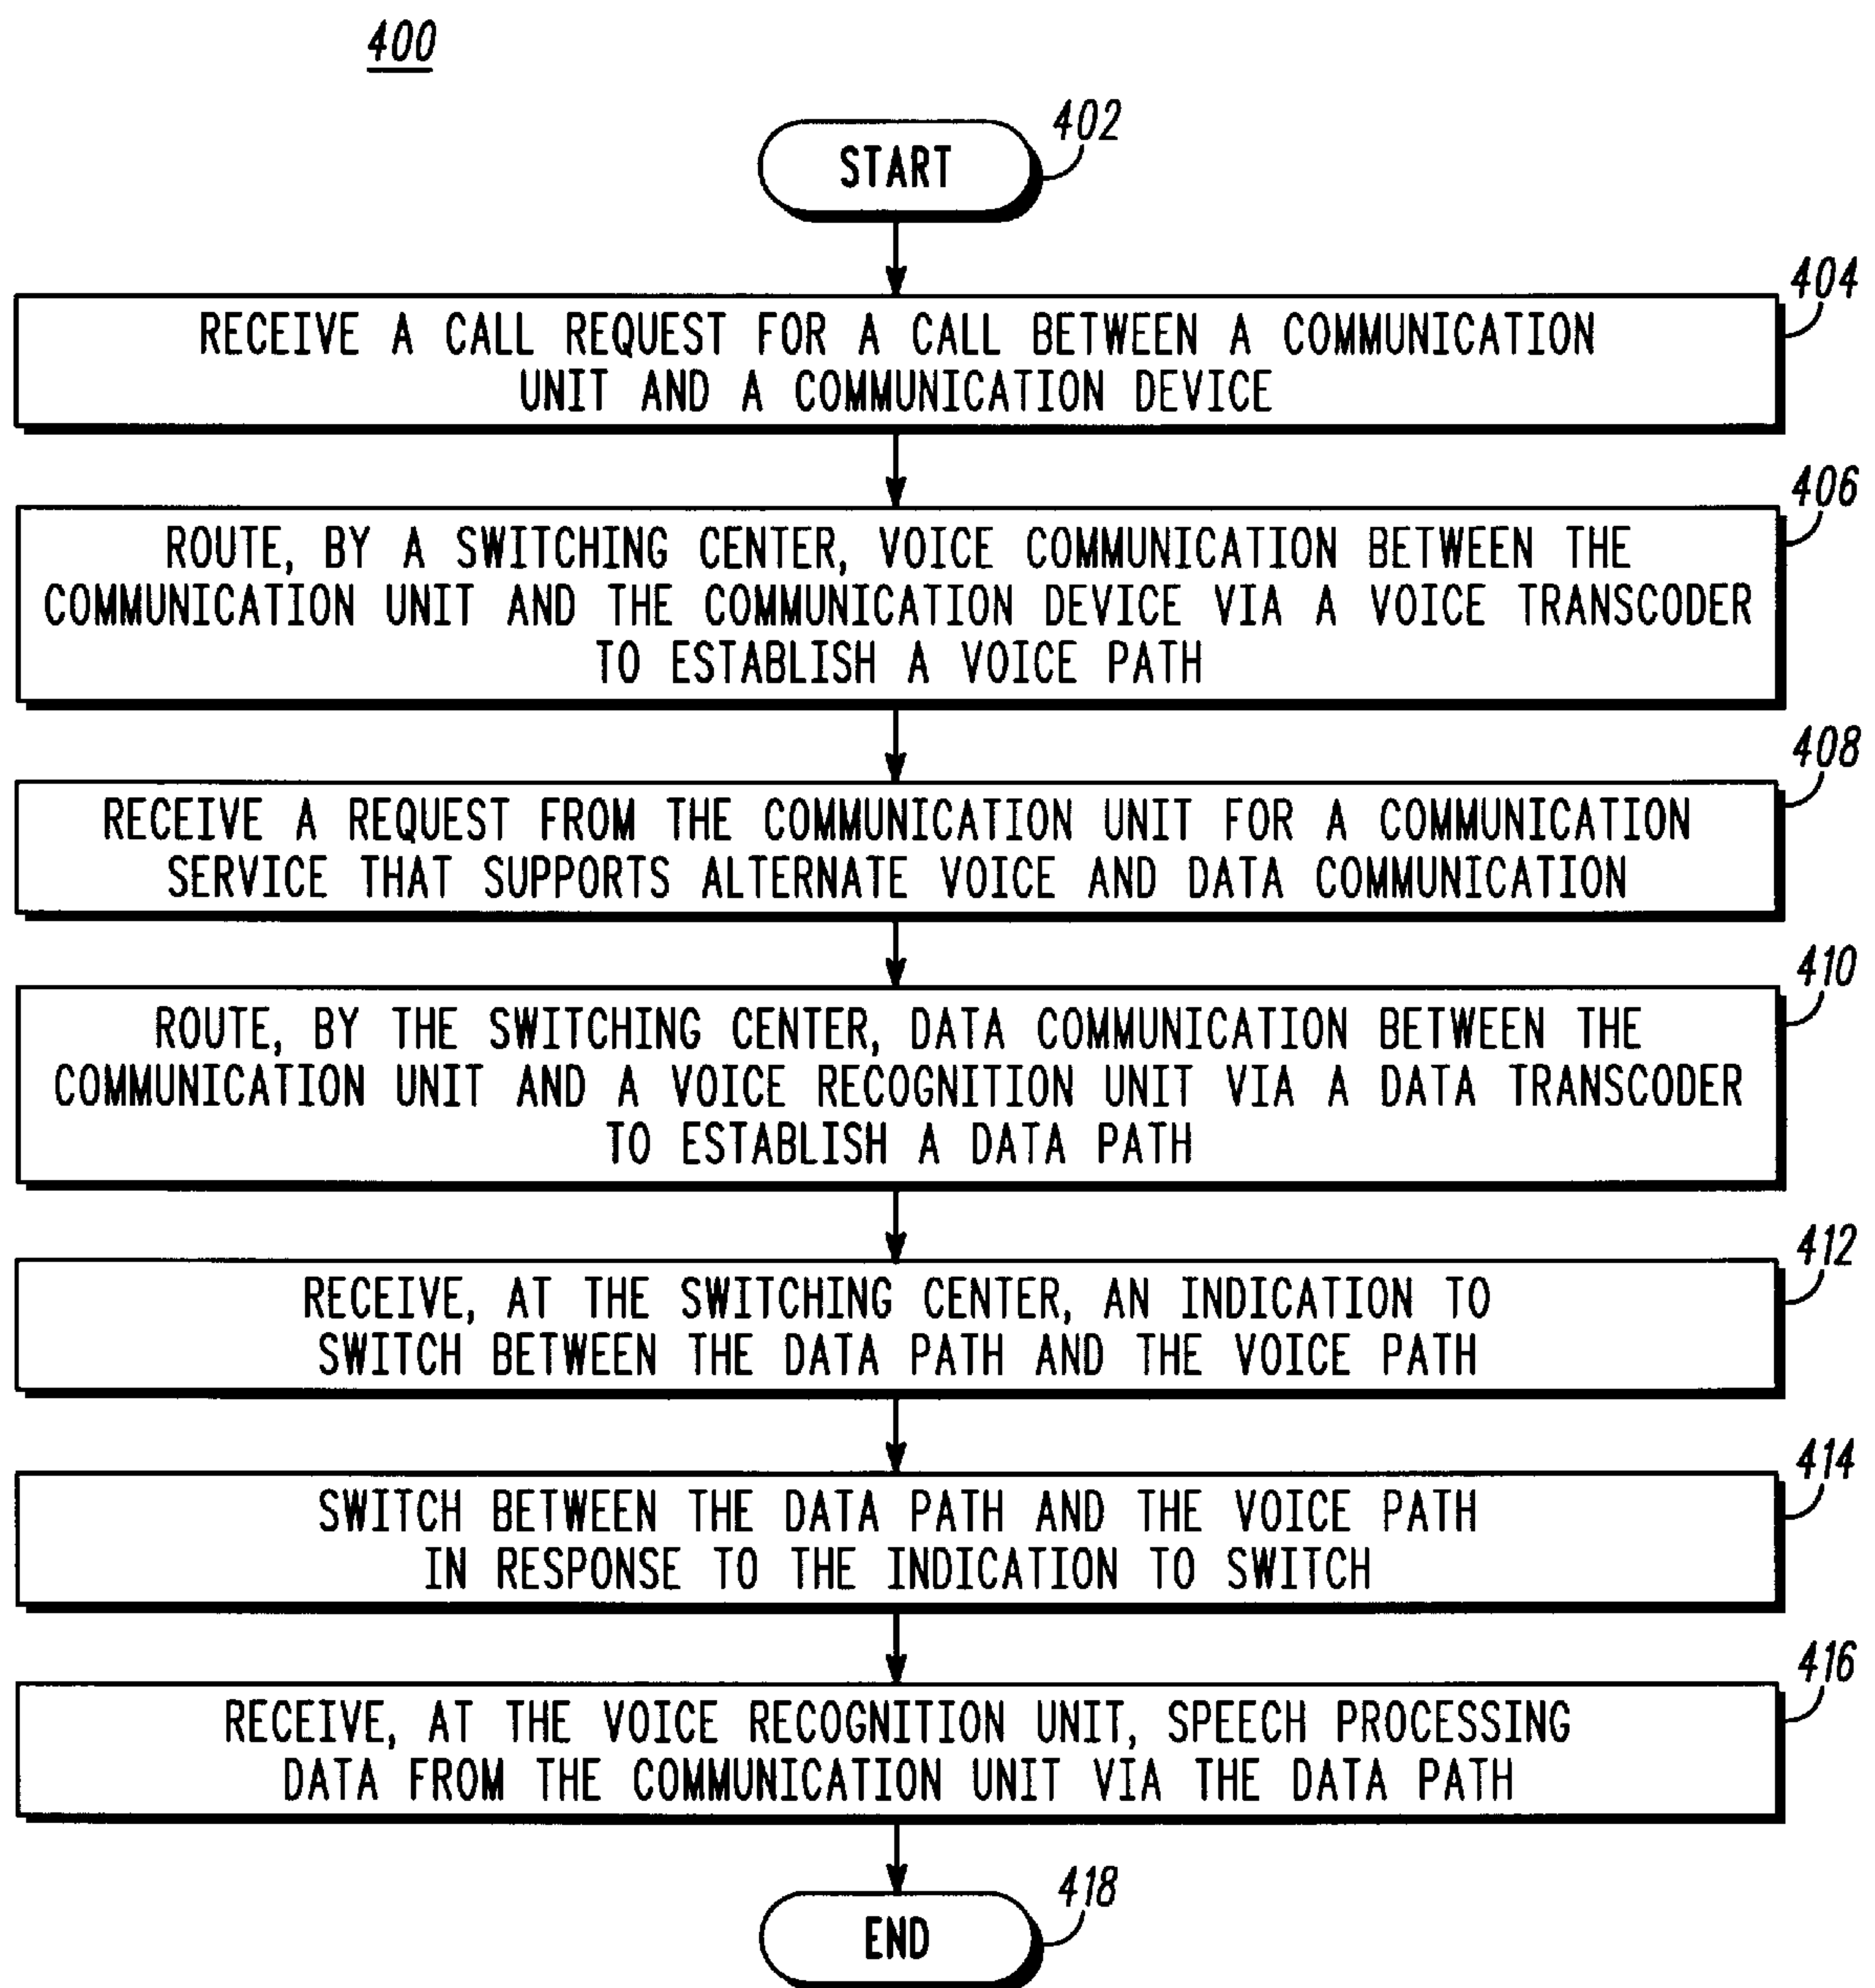 400
START
402
404
RECEIVE A CALL REQUEST FOR A CALL BETWEEN A COMMUNICATION
UNIT AND A COMMUNICATION DEVICE
406
ROUTE, BY A SWITCHING CENTER, VOICE COMMUNICATION BETWEEN THE
COMMUNICATION UNIT AND THE COMMUNICATION DEVICE VIA A VOICE TRANSCODER
TO ESTABLISH A VOICE PATH
408
RECEIVE A REQUEST FROM THE COMMUNICATION UNIT FOR A COMMUNICATION
SERVICE THAT SUPPORTS ALTERNATE VOICE AND DATA COMMUNICATION
410
ROUTE, BY THE SWITCHING CENTER, DATA COMMUNICATION BETWEEN THE
COMMUNICATION UNIT AND A VOICE RECOGNITION UNIT VIA A DATA TRANSCODER
TO ESTABLISH A DATA PATH
412
RECEIVE, AT THE SWITCHING CENTER, AN INDICATION TO
SWITCH BETWEEN THE DATA PATH AND THE VOICE PATH
414
SWITCH BETWEEN THE DATA PATH AND THE VOICE PATH
IN RESPONSE TO THE INDICATION TO SWITCH
416
RECEIVE, AT THE VOICE RECOGNITION UNIT, SPEECH PROCESSING
DATA FROM THE COMMUNICATION UNIT VIA THE DATA PATH
418
END